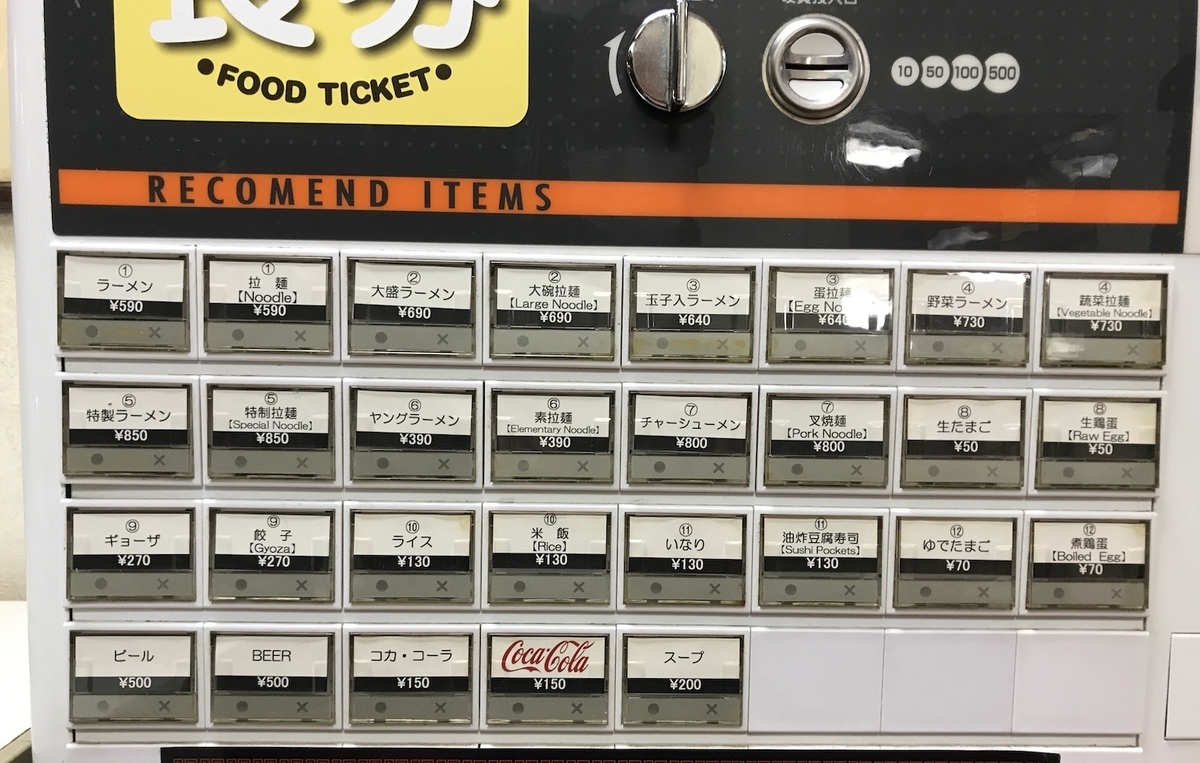 •FOOD TICKET•
10 50 100 500
RECOMEND ITEMS
①
ラーメン
¥590
①
拉 麺
【Noodle】
¥590
②
大盛ラーメン
¥690
②
大碗拉麺
【Large Noodle】
¥690
③
玉子入ラーメン
¥640
③
蛋拉麺
【Egg
¥640
④
野菜ラーメン
¥730
④
蔬菜拉麺
【Vegetable Noodle】
¥730
⑤
特製ラーメン
¥850
⑤
特制拉麺
【Special Noodle】
¥850
⑥
ヤングラーメン
¥390
⑥
素拉麺
【Elementary Noodle】
¥390
⑦
チャーシューメン
¥800
⑦
叉焼麺
【Pork Noodle】
¥800
⑧
生たまご
¥50
⑧
生鶏蛋
【Raw Egg】
¥50
⑨
ギョーザ
¥270
⑨
餃 子
【Gyoza】
¥270
⑩
ライス
¥130
⑩
米 飯
【Rice】
¥130
⑪
いなり
¥130
⑪
油炸豆腐寿司
【Sushi Pockets】
¥130
⑫
ゆでたまご
¥70
⑫
煮鶏蛋
【Boiled Egg】
¥70
ビール
¥500
BEER
¥500
コカ・コーラ
¥150
Coca-Cola
¥150
スープ
¥200